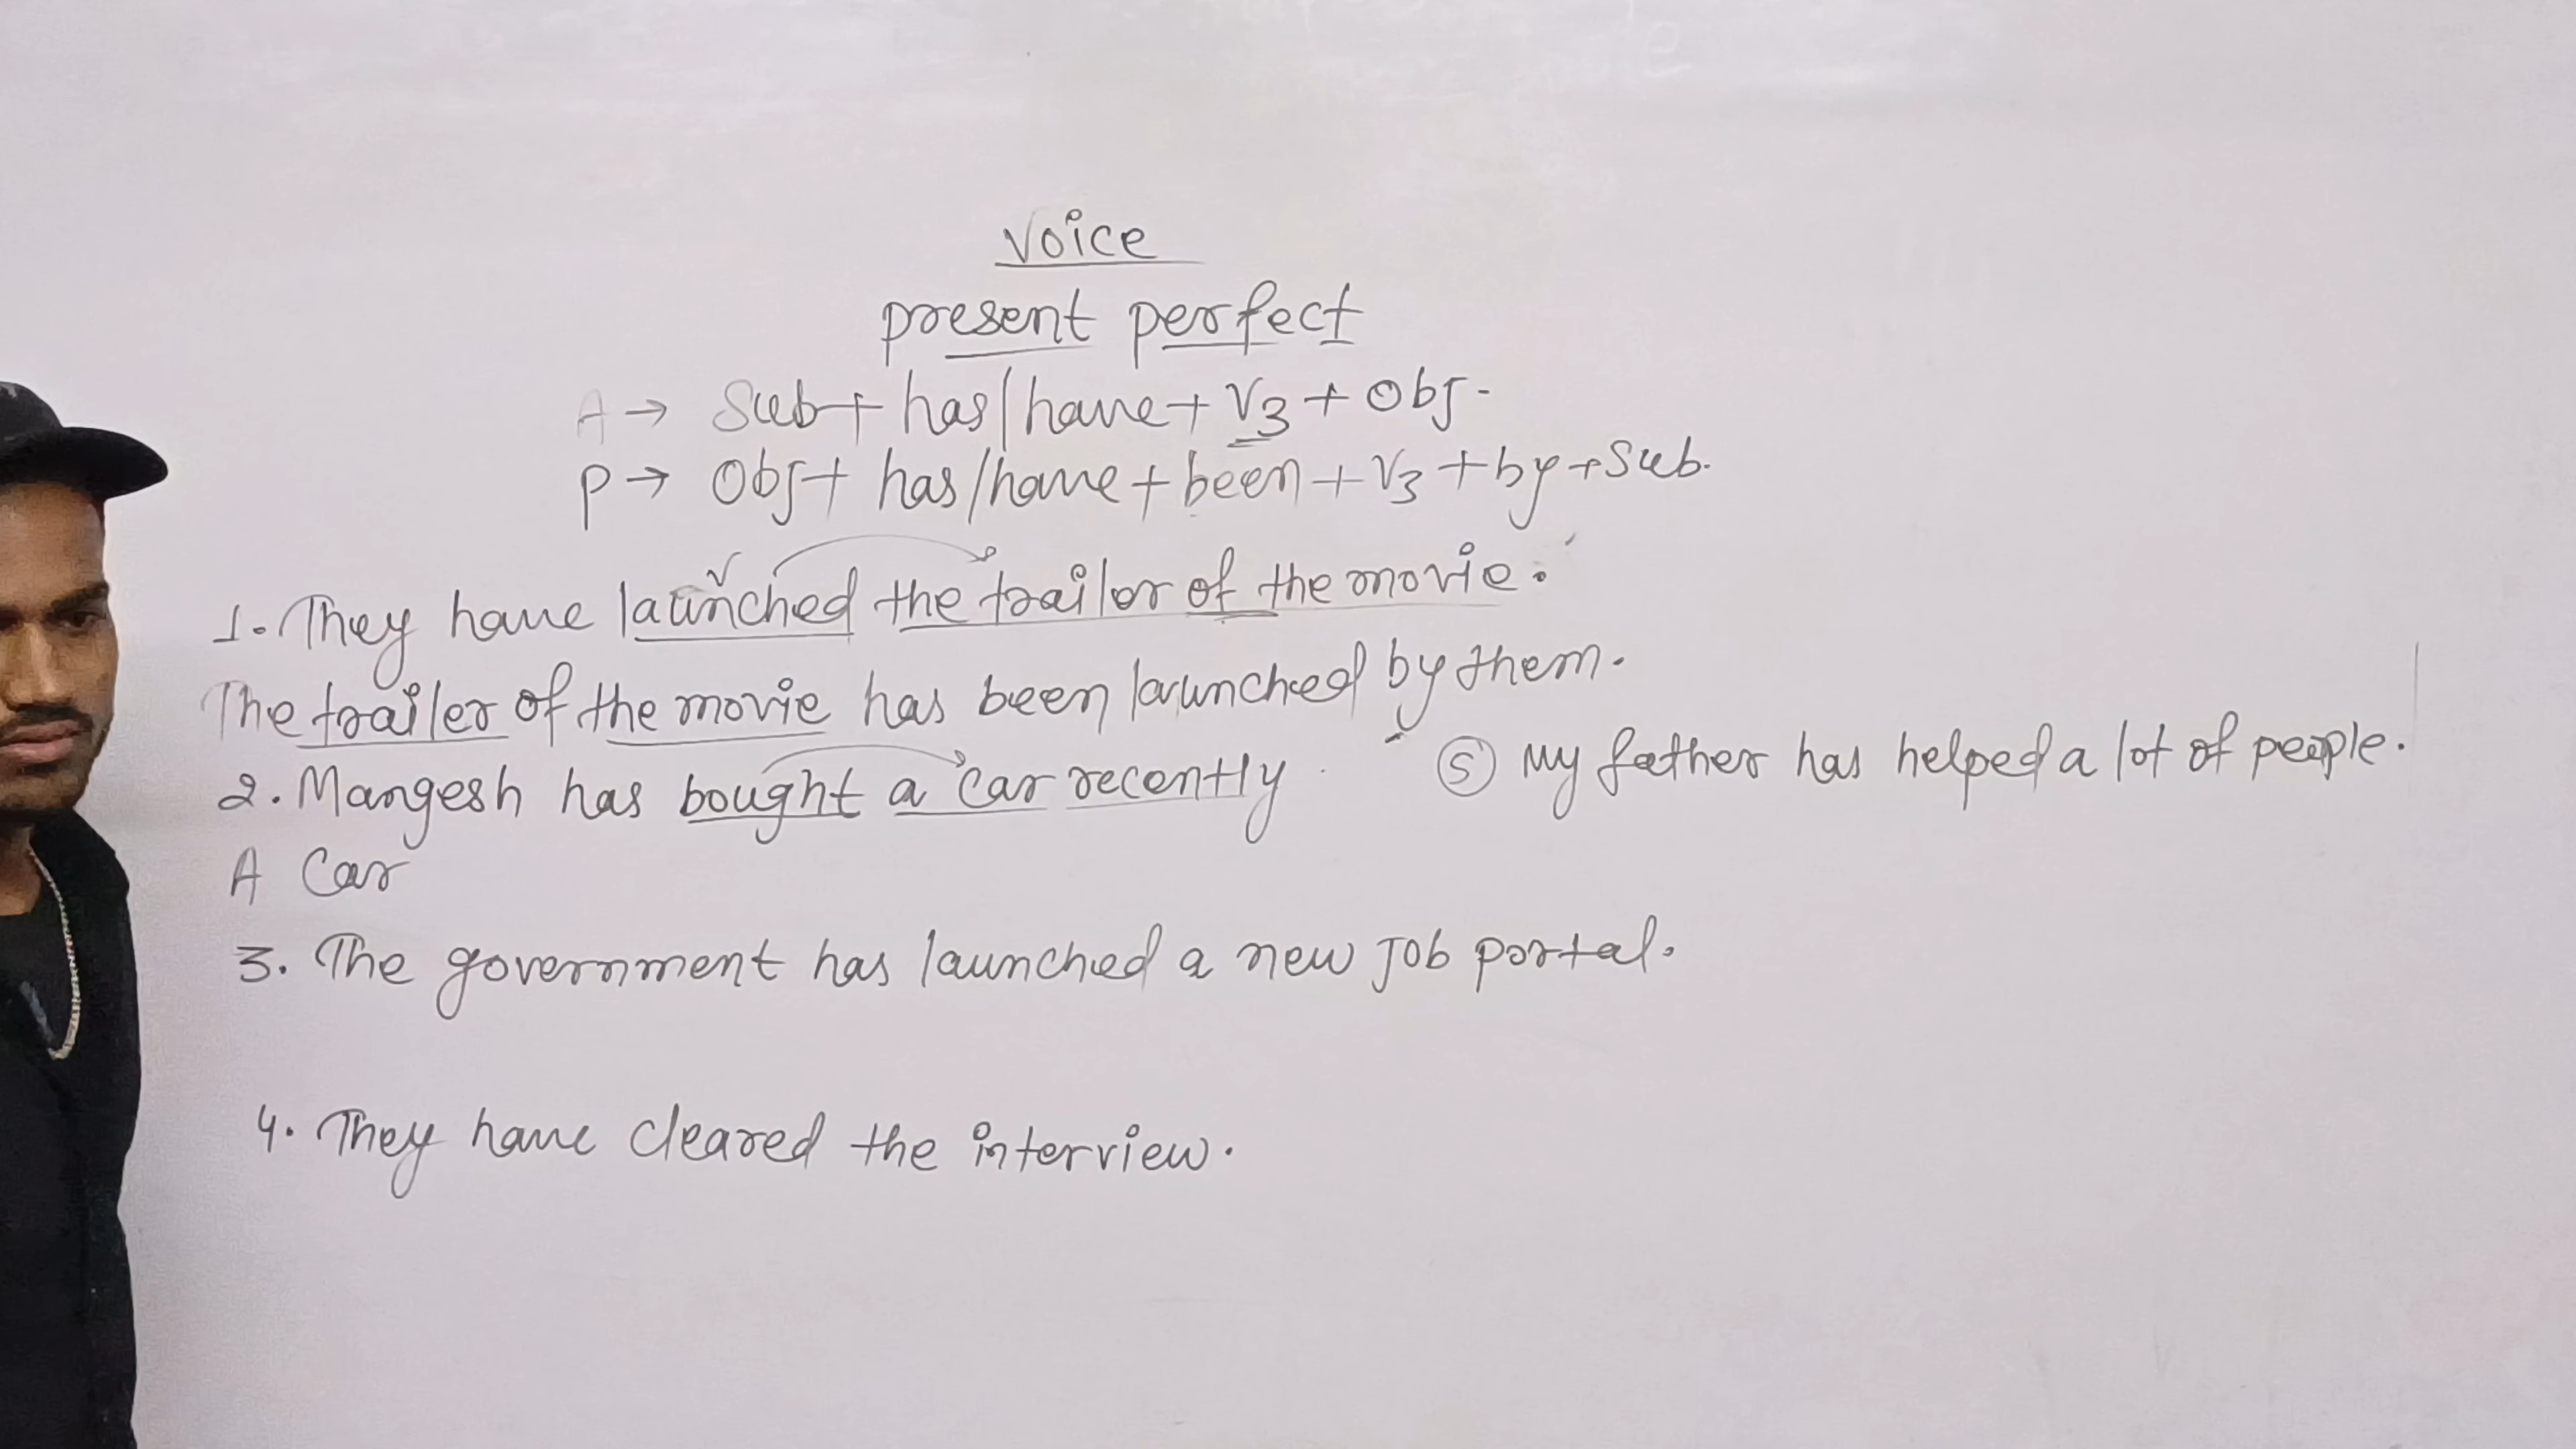 Voice
present perfect
A → Sub + has/have + V3 + Obj.
P → Obj + has/have + been + V3 + by + Sub.
1. They have launched the trailor of the movie.
The trailer of the movie has been launched by them.
2. Mangesh has bought a car recently
A Car
3. The government has launched a new Job portal.
4. They have cleared the interview.
5 My father has helped a lot of people.